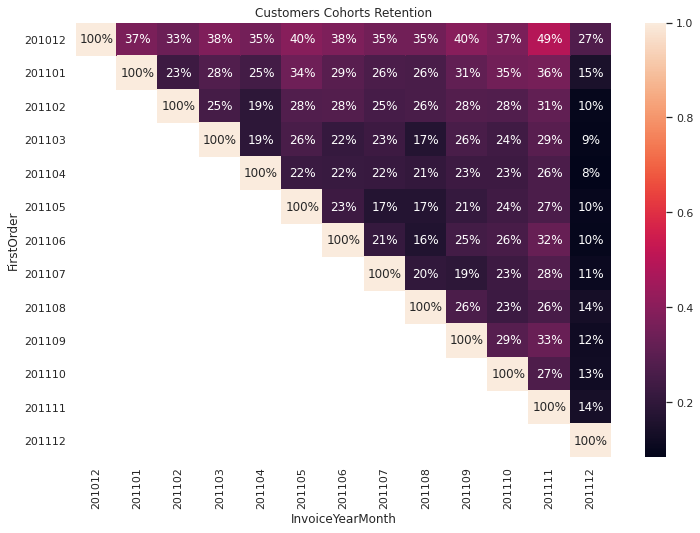 Customers Cohorts Retention
FirstOrder
201012 100% 37% 33% 38% 35% 40% 38% 35% 35% 40% 37% 49% 27%
201101 100% 23% 28% 25% 34% 29% 26% 26% 31% 35% 36% 15%
201102 100% 25% 19% 28% 28% 25% 26% 28% 28% 31% 10%
201103 100% 19% 26% 22% 23% 17% 26% 24% 29% 9%
201104 100% 22% 22% 22% 21% 23% 23% 26% 8%
201105 100% 23% 17% 17% 21% 24% 27% 10%
201106 100% 21% 16% 25% 26% 32% 10%
201107 100% 20% 19% 23% 28% 11%
201108 100% 26% 23% 26% 14%
201109 100% 29% 33% 12%
201110 100% 27% 13%
201111 100% 14%
201112 100%
201012 201101 201102 201103 201104 201105 201106 201107 201108 201109 201110 201111 201112
InvoiceYearMonth
1.0
0.8
0.6
0.4
0.2